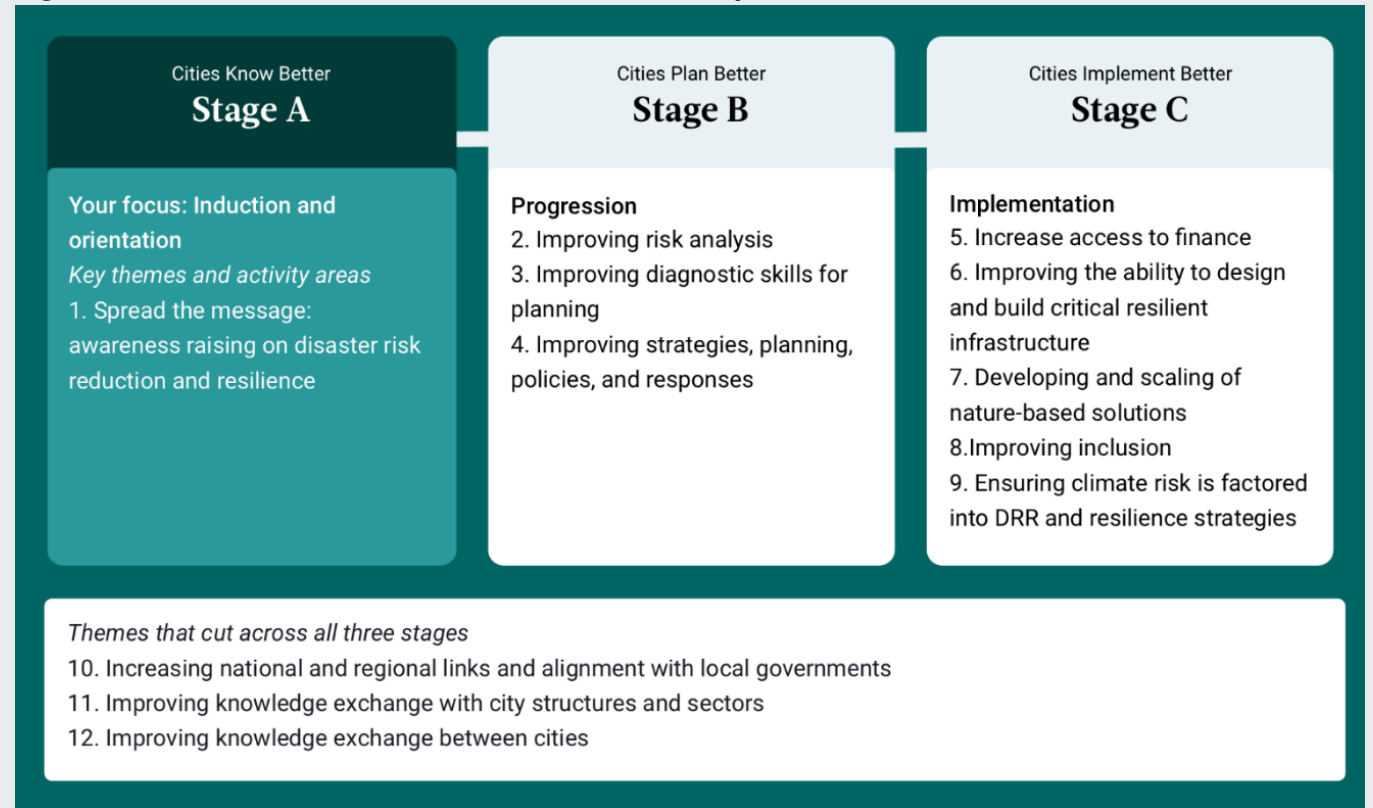 Cities Know Better
Stage A
Your focus: Induction and
orientation
Key themes and activity areas
1. Spread the message:
awareness raising on disaster risk
reduction and resilience
Cities Plan Better
Stage B
Progression
2. Improving risk analysis
3. Improving diagnostic skills for
planning
4. Improving strategies, planning,
policies, and responses
Cities Implement Better
Stage C
Implementation
5. Increase access to finance
6. Improving the ability to design
and build critical resilient
infrastructure
7. Developing and scaling of
nature-based solutions
8.Improving inclusion
9. Ensuring climate risk is factored
into DRR and resilience strategies
Themes that cut across all three stages
10. Increasing national and regional links and alignment with local governments
11. Improving knowledge exchange with city structures and sectors
12. Improving knowledge exchange between cities